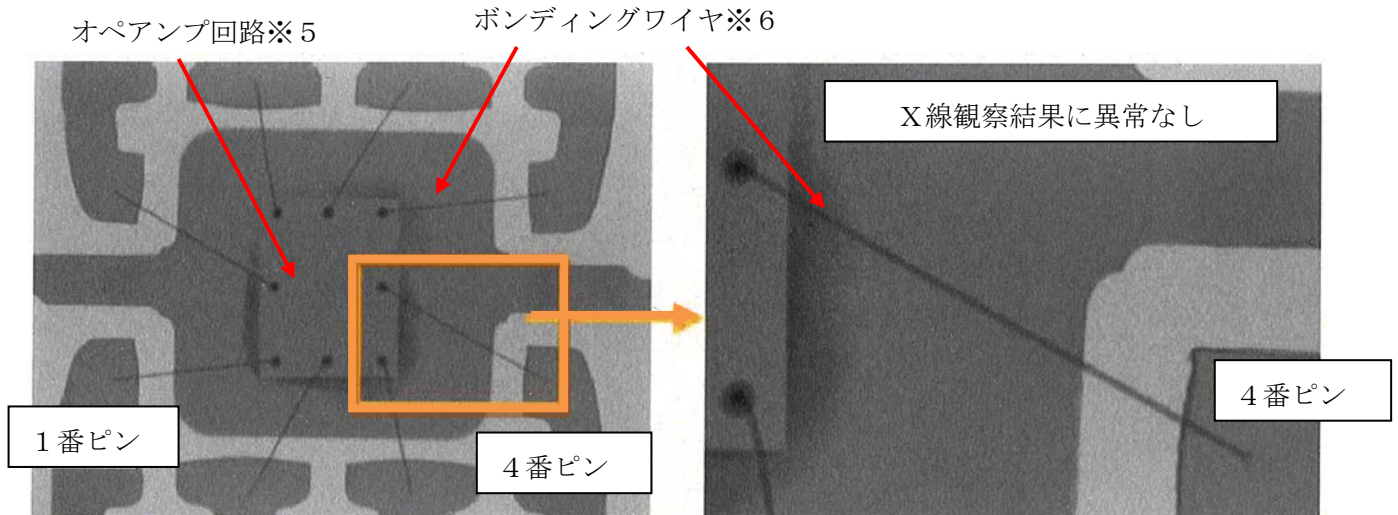 オペアンプ回路※５
ボンディングワイヤ※６
Ｘ線観察結果に異常なし
１番ピン
４番ピン
４番ピン